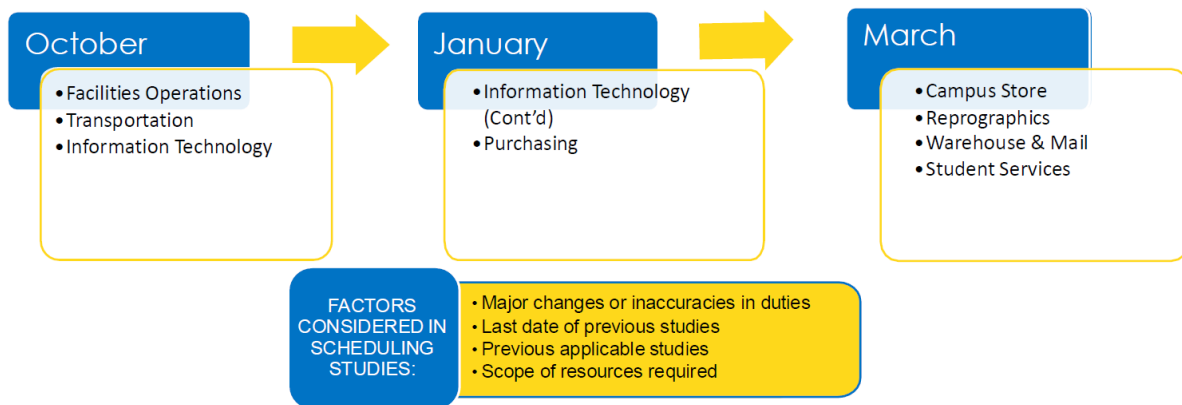 October
• Facilities Operations
• Transportation
• Information Technology
January
• Information Technology
(Cont’d)
• Purchasing
March
• Campus Store
• Reprographics
• Warehouse & Mail
• Student Services
FACTORS
CONSIDERED IN
SCHEDULING
STUDIES:
• Major changes or inaccuracies in duties
• Last date of previous studies
• Previous applicable studies
• Scope of resources required